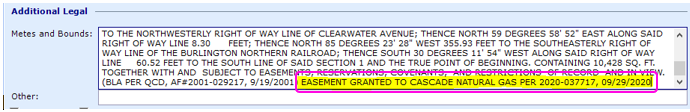 Additional Legal
Metes and Bounds:
TO THE NORTHWESTERLY RIGHT OF WAY LINE OF CLEARWATER AVENUE; THENCE NORTH 59 DEGREES 58' 52" EAST ALONG SAID
RIGHT OF WAY LINE 8.30 FEET; THENCE NORTH 85 DEGREES 23' 28" WEST 355.93 FEET TO THE SOUTHEASTERLY RIGHT OF
WAY LINE OF THE BURLINGTON NORTHERN RAILROAD; THENCE SOUTH 30 DEGREES 11' 54" WEST ALONG SAID RIGHT OF WAY
LINE 60.52 FEET TO THE SOUTH LINE OF SAID SECTION 1 AND THE TRUE POINT OF BEGINNING. CONTAINING 10,428 SQ. FT.
TOGETHER WITH AND SUBJECT TO EASEMENTS, RESERVATIONS, COVENANTS, AND RESTRICTIONS OF RECORD AND IN VIEW.
(BLA PER QCD, AF#2001-029217, 9/19/2001 EASEMENT GRANTED TO CASCADE NATURAL GAS PER 2020-037717, 09/29/2020
Other: